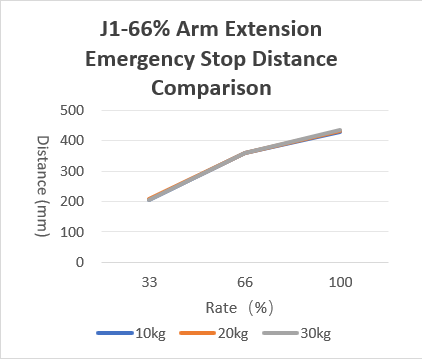 J1-66% Arm Extension
Emergency Stop Distance
Comparison
500
400
300
200
100
0
Distance (mm)
33 66 100
Rate（%）
10kg 20kg 30kg